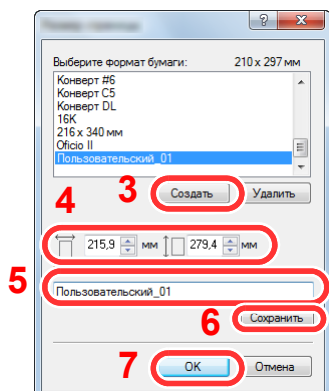 Выберите формат бумаги: 210 x 297 мм
Конверт #6
Конверт C5
Конверт DL
16K
216 x 340 мм
Oficio II
Пользовательский_01
3 Создать Удалить
4
215,9 мм 279,4 мм
5 Пользовательский_01
6 Сохранить
7 OK Отмена